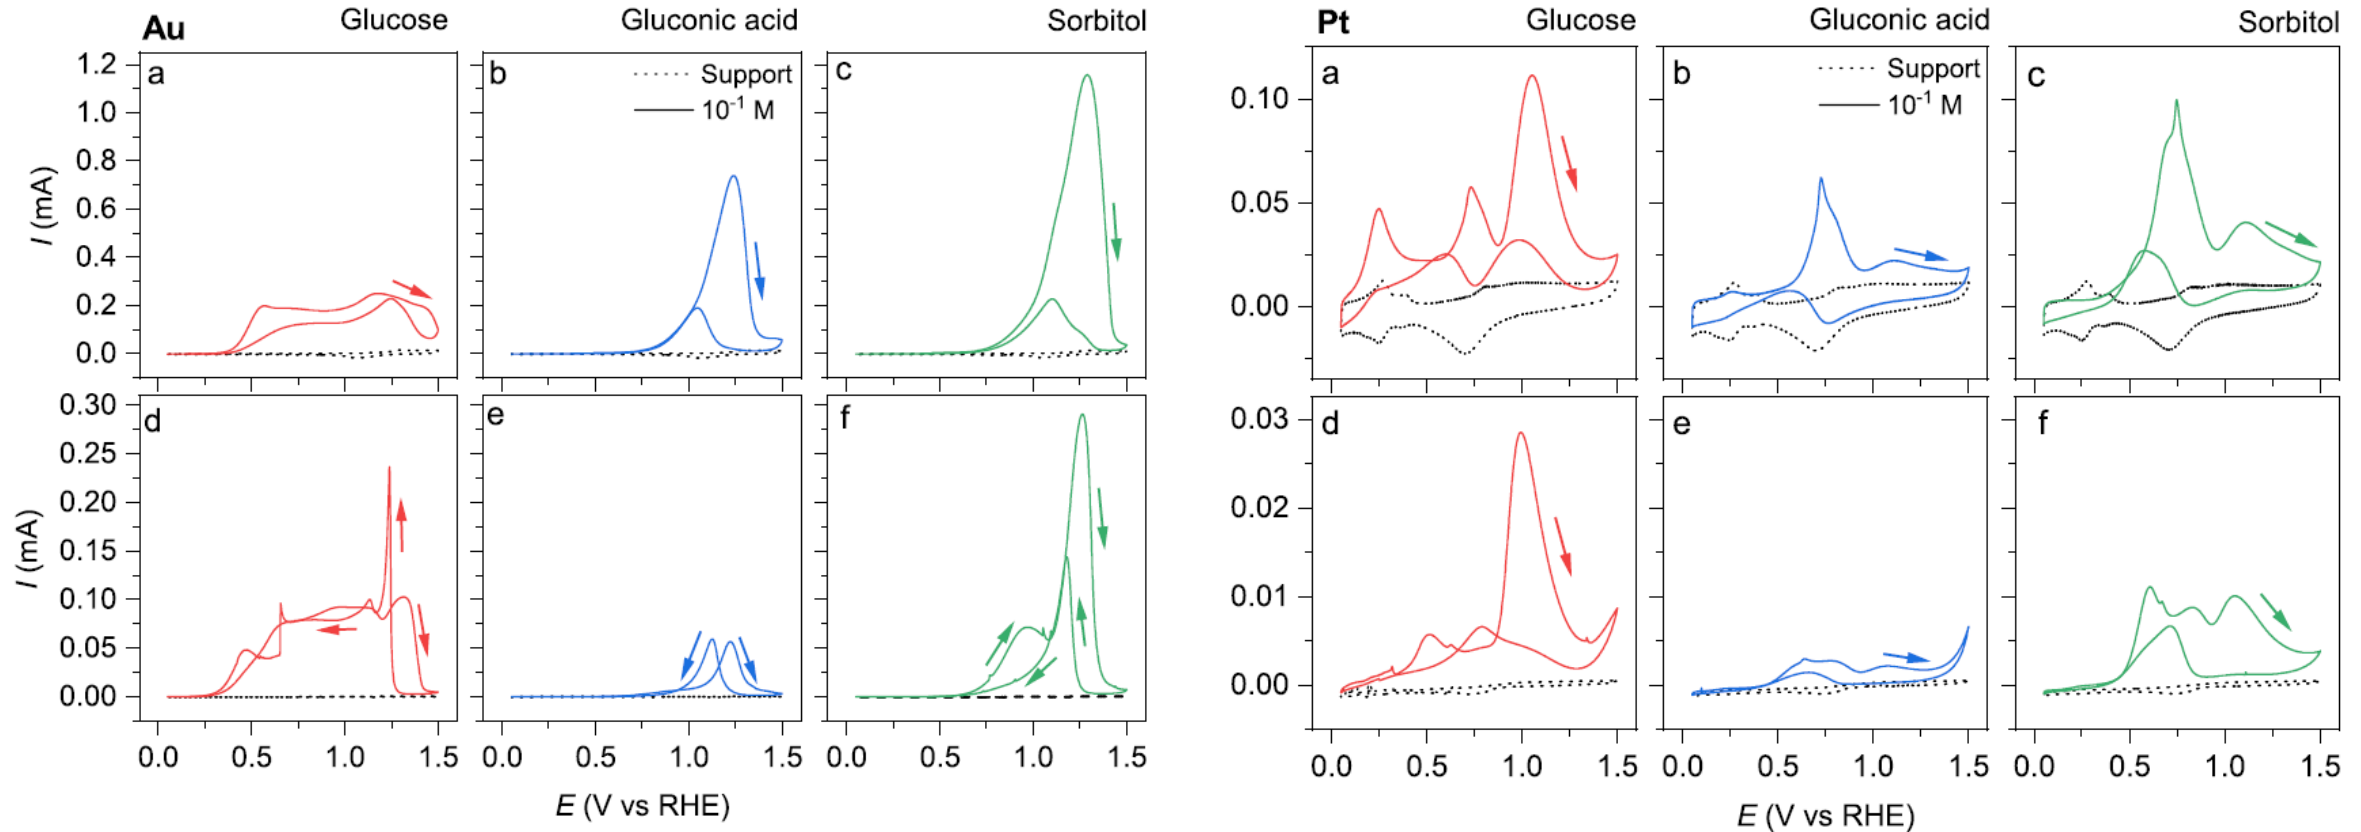 Au Glucose Gluconic acid Sorbitol
a b c
Support
10⁻¹ M
1.2
1.0
0.8
0.6
0.4
0.2
0.0
I (mA)
d e f
0.30
0.25
0.20
0.15
0.10
0.05
0.00
I (mA)
0.0 0.5 1.0 1.5 0.0 0.5 1.0 1.5 0.0 0.5 1.0 1.5
E (V vs RHE)
Pt Glucose Gluconic acid Sorbitol
a b c
Support
10⁻¹ M
0.10
0.05
0.00
d e f
0.03
0.02
0.01
0.00
0.0 0.5 1.0 1.5 0.0 0.5 1.0 1.5 0.0 0.5 1.0 1.5
E (V vs RHE)